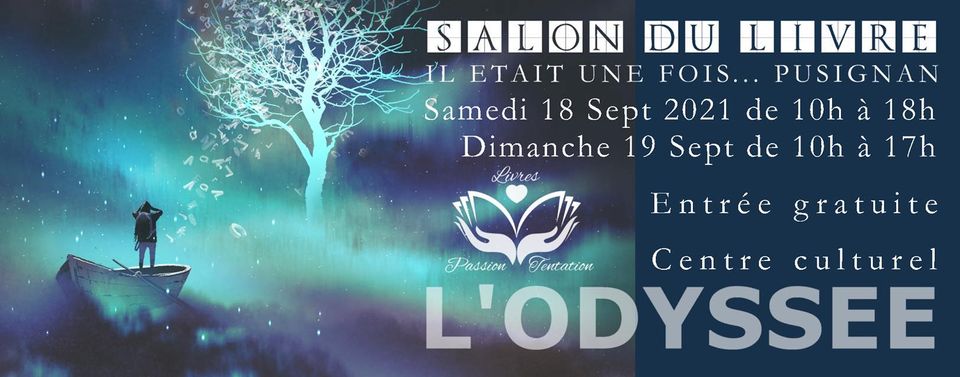 SALON DU LIVRE
IL ETAIT UNE FOIS... PUSIGNAN
Samedi 18 Sept 2021 de 10h à 18h
Dimanche 19 Sept de 10h à 17h
Livres
Passion Tentation
Entrée gratuite
Centre culturel
L'ODYSSEE